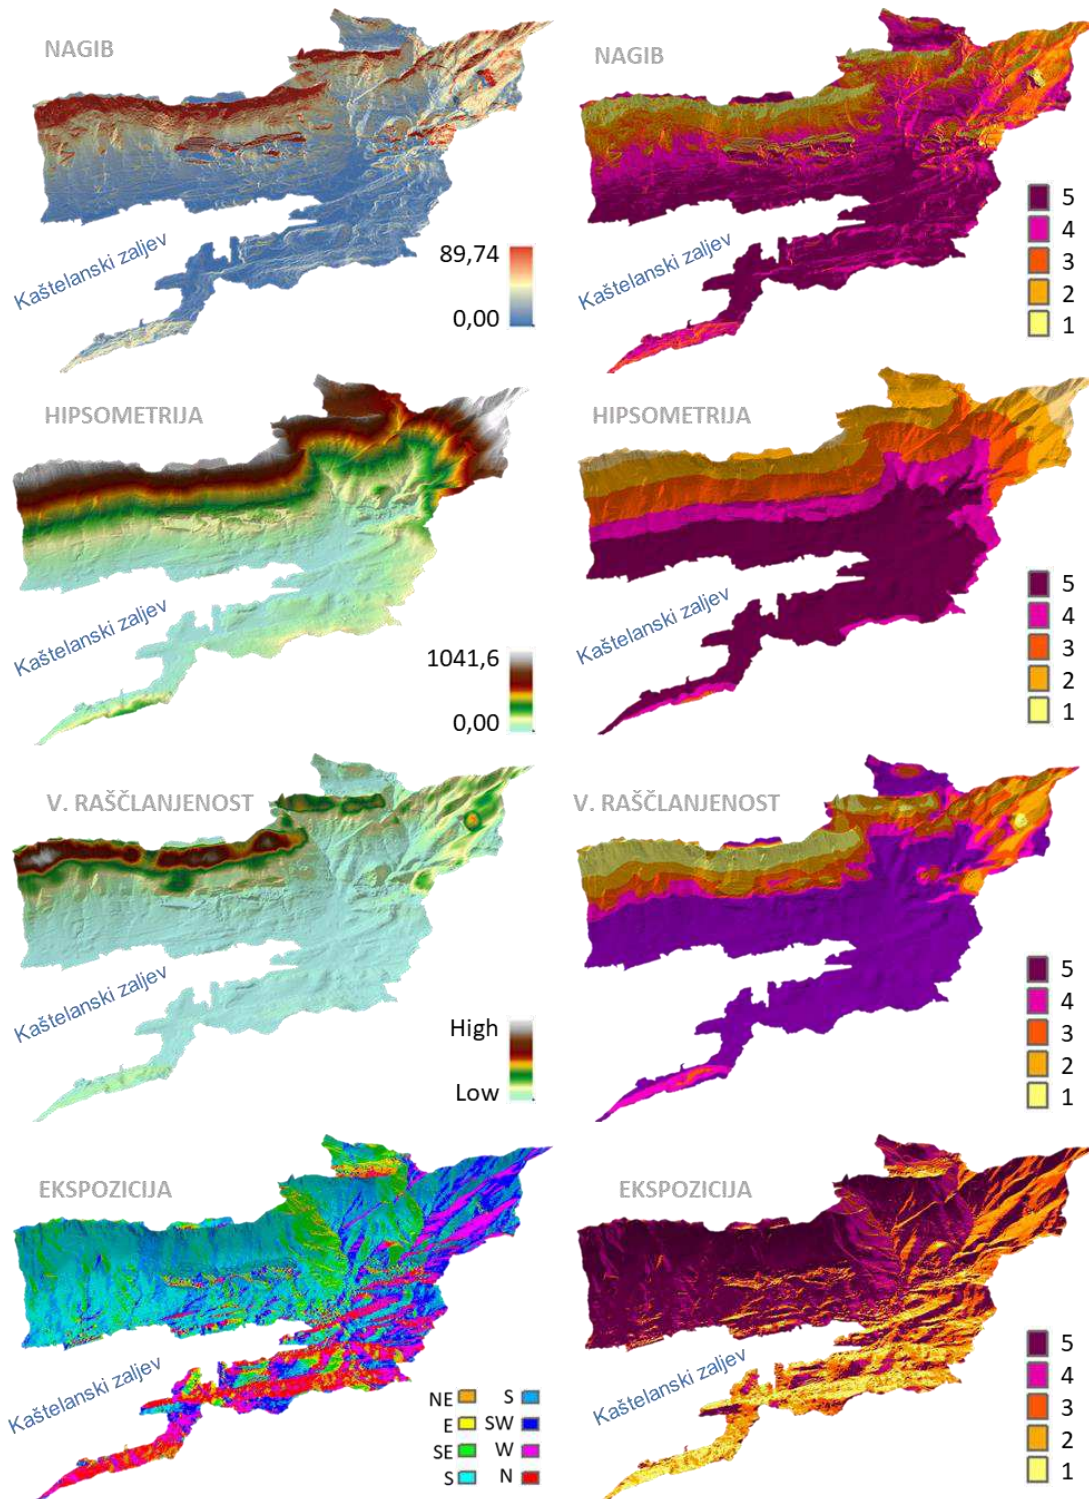 NAGIB
Kaštelanski zaljev
89,74
0,00
NAGIB
Kaštelanski zaljev
5
4
3
2
1
HIPSOMETRIJA
Kaštelanski zaljev
1041,6
0,00
HIPSOMETRIJA
Kaštelanski zaljev
5
4
3
2
1
V. RAŠČLANJENOST
Kaštelanski zaljev
High
Low
V. RAŠČLANJENOST
Kaštelanski zaljev
5
4
3
2
1
EKSPOZICIJA
Kaštelanski zaljev
NE S
E SW
SE W
S N
EKSPOZICIJA
Kaštelanski zaljev
5
4
3
2
1